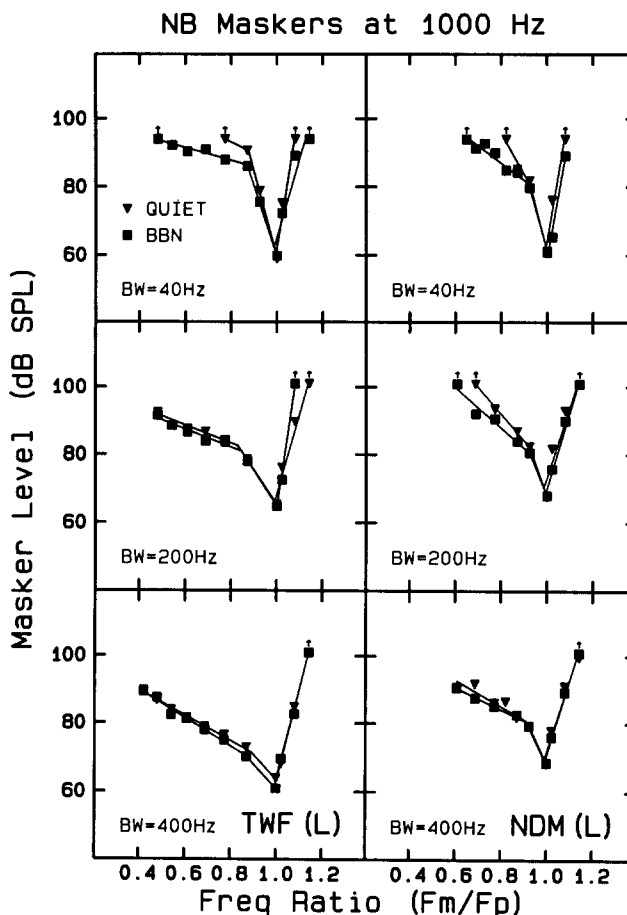 NB Maskers at 1000 Hz
100
80
60
▼ QUIET
■ BBN
BW=40Hz
BW=40Hz
100
80
60
BW=200Hz
BW=200Hz
100
80
60
BW=400Hz
TWF (L)
BW=400Hz
NDM (L)
0.4 0.6 0.8 1.0 1.2
0.4 0.6 0.8 1.0 1.2
Masker Level (dB SPL)
Freq Ratio (Fm/Fp)